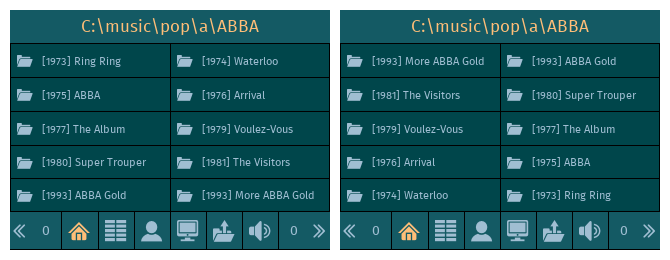 C:\music\pop\a\ABBA
[1973] Ring Ring
[1974] Waterloo
[1975] ABBA
[1976] Arrival
[1977] The Album
[1979] Voulez-Vous
[1980] Super Trouper
[1981] The Visitors
[1993] ABBA Gold
[1993] More ABBA Gold
0
0
C:\music\pop\a\ABBA
[1993] More ABBA Gold
[1993] ABBA Gold
[1981] The Visitors
[1980] Super Trouper
[1979] Voulez-Vous
[1977] The Album
[1976] Arrival
[1975] ABBA
[1974] Waterloo
[1973] Ring Ring
0
0